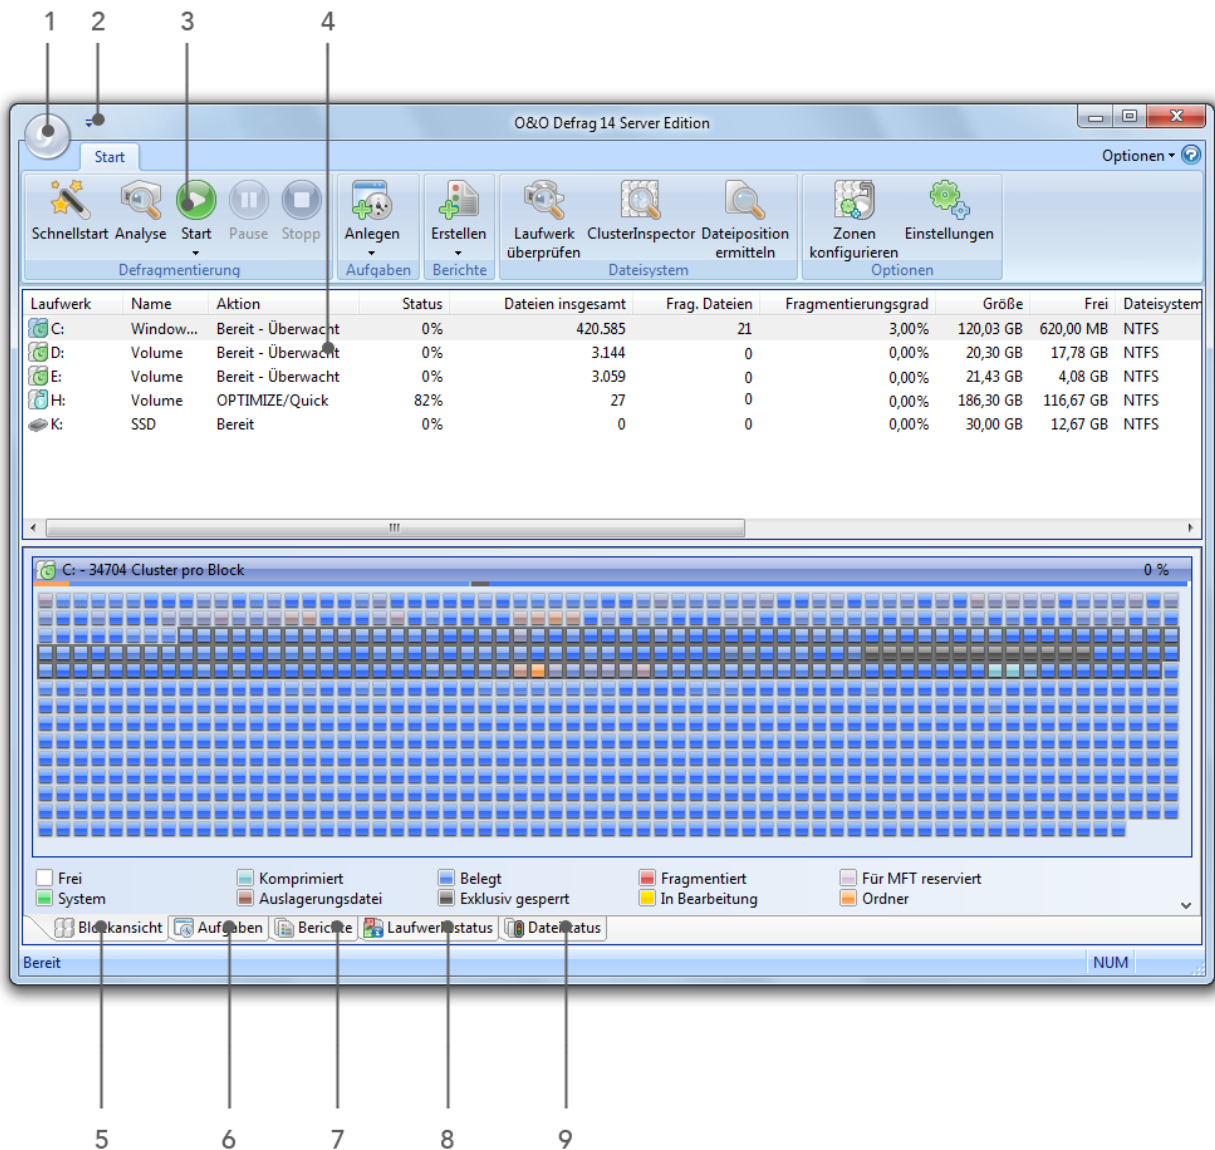 1 2 3 4
O&O Defrag 14 Server Edition
Start
Optionen
Schnellstart Analyse Start Pause Stopp Anlegen Erstellen Laufwerk überprüfen ClusterInspector Dateiposition ermitteln Zonen konfigurieren Einstellungen
Defragmentierung Aufgaben Berichte Dateisystem Optionen
Laufwerk Name Aktion Status Dateien insgesamt Frag. Dateien Fragmentierungsgrad Größe Frei Dateisystem
C: Window... Bereit - Überwacht 0% 420.585 21 3,00% 120,03 GB 620,00 MB NTFS
D: Volume Bereit - Überwacht 0% 3.144 0 0,00% 20,30 GB 17,78 GB NTFS
E: Volume Bereit - Überwacht 0% 3.059 0 0,00% 21,43 GB 4,08 GB NTFS
H: Volume OPTIMIZE/Quick 82% 27 0 0,00% 186,30 GB 116,67 GB NTFS
K: SSD Bereit 0% 0 0 0,00% 30,00 GB 12,67 GB NTFS
C: - 34704 Cluster pro Block 0 %
Frei Komprimiert Belegt Fragmentiert Für MFT reserviert
System Auslagerungsdatei Exklusiv gesperrt In Bearbeitung Ordner
Blockansicht Aufgaben Berichte Laufwerksstatus Dateistatus
Bereit NUM
5 6 7 8 9